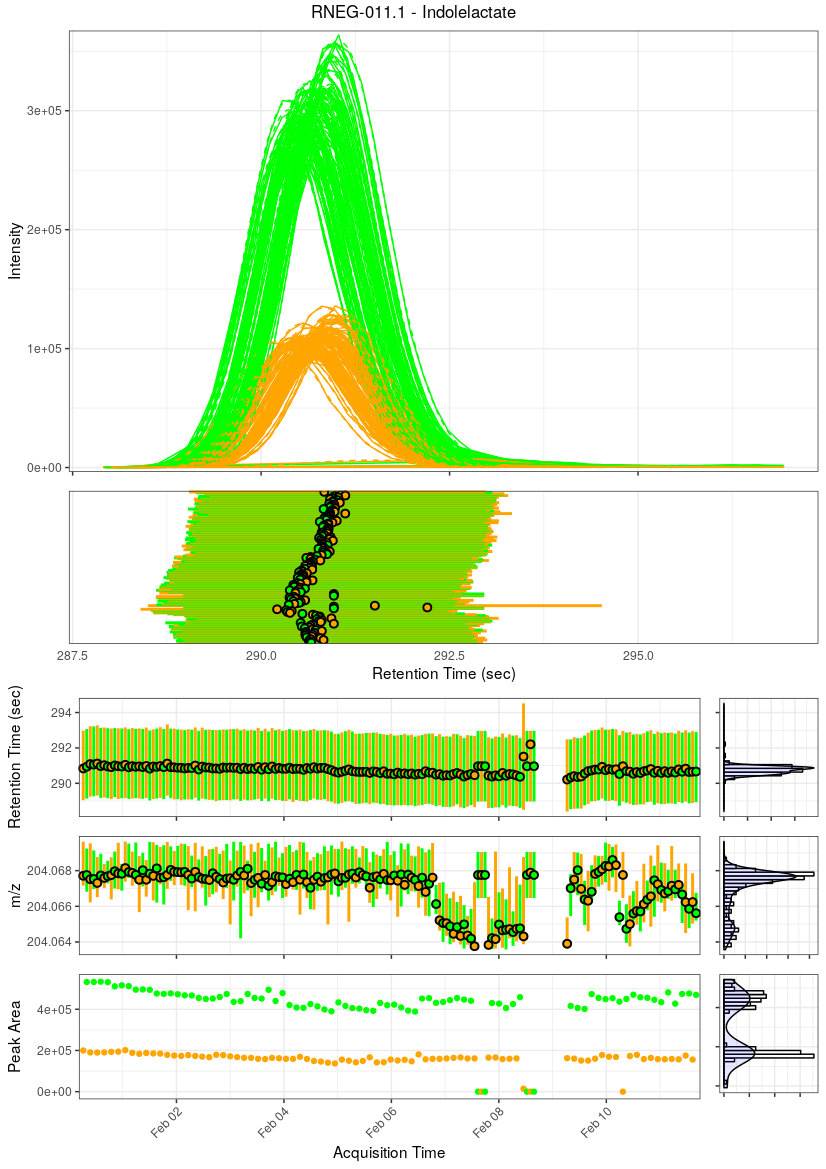 RNEG-011.1 - Indolelactate
Intensity
3e+05
2e+05
1e+05
0e+00
287.5 290.0 292.5 295.0
Retention Time (sec)
Retention Time (sec)
294
292
290
m/z
204.068
204.066
204.064
Peak Area
4e+05
2e+05
0e+00
Feb 02 Feb 04 Feb 06 Feb 08 Feb 10
Acquisition Time